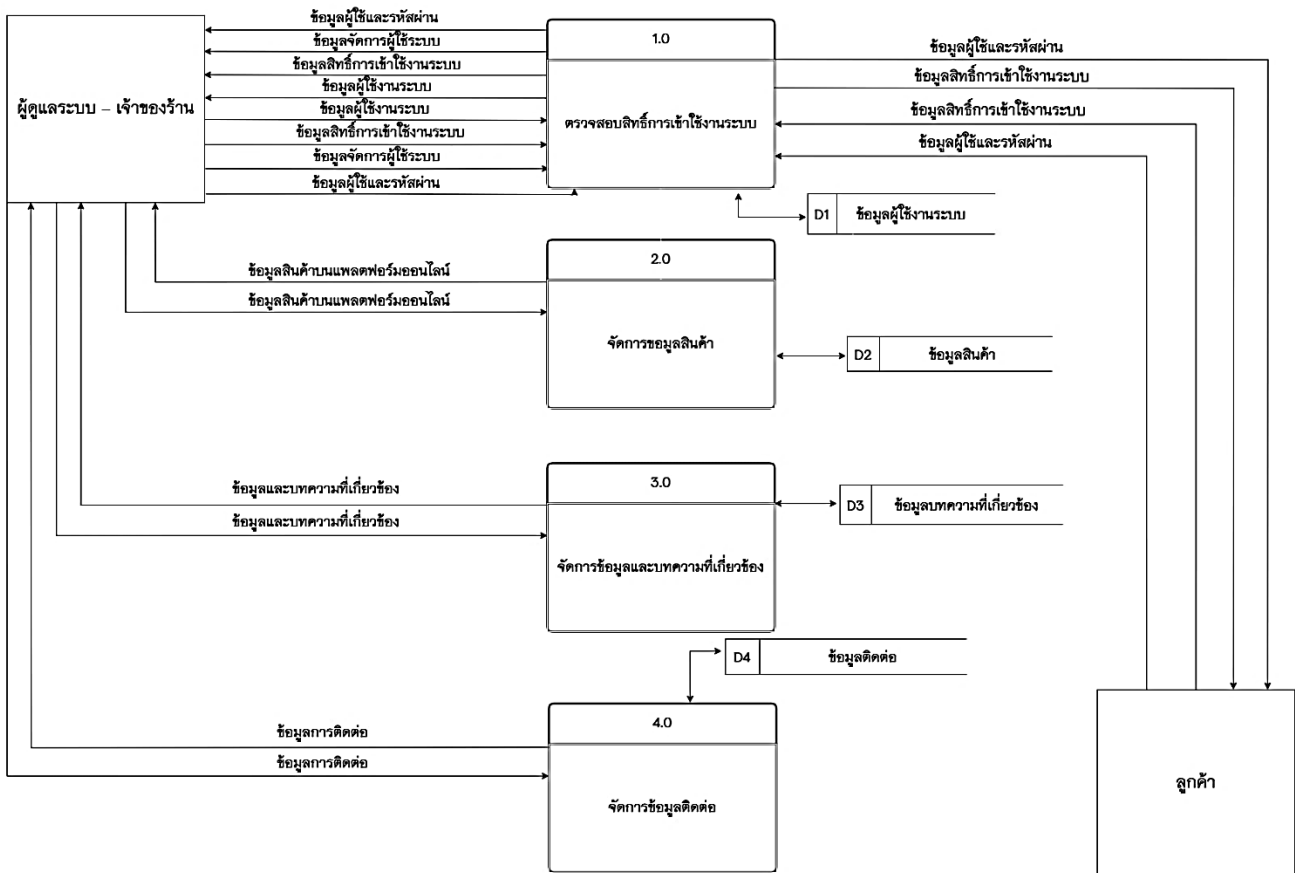 ข้อมูลผู้ใช้และรหัสผ่าน
ข้อมูลจัดการผู้ใช้ระบบ
ข้อมูลสิทธิ์การเข้าใช้งานระบบ
ข้อมูลผู้ใช้งานระบบ
ข้อมูลผู้ใช้งานระบบ
ข้อมูลสิทธิ์การเข้าใช้งานระบบ
ข้อมูลจัดการผู้ใช้ระบบ
ข้อมูลผู้ใช้และรหัสผ่าน
ผู้ดูแลระบบ – เจ้าของร้าน
1.0
ตรวจสอบสิทธิ์การเข้าใช้งานระบบ
ข้อมูลผู้ใช้และรหัสผ่าน
ข้อมูลสิทธิ์การเข้าใช้งานระบบ
ข้อมูลสิทธิ์การเข้าใช้งานระบบ
ข้อมูลผู้ใช้และรหัสผ่าน
D1 ข้อมูลผู้ใช้งานระบบ
2.0
ข้อมูลสินค้าบนแพลตฟอร์มออนไลน์
ข้อมูลสินค้าบนแพลตฟอร์มออนไลน์
จัดการขอมูลสินค้า
D2 ข้อมูลสินค้า
3.0
ข้อมูลและบทความที่เกี่ยวข้อง
ข้อมูลและบทความที่เกี่ยวข้อง
D3 ข้อมูลบทความที่เกี่ยวข้อง
จัดการข้อมูลและบทความที่เกี่ยวข้อง
D4 ข้อมูลติดต่อ
4.0
ข้อมูลการติดต่อ
ข้อมูลการติดต่อ
จัดการข้อมูลติดต่อ
ลูกค้า